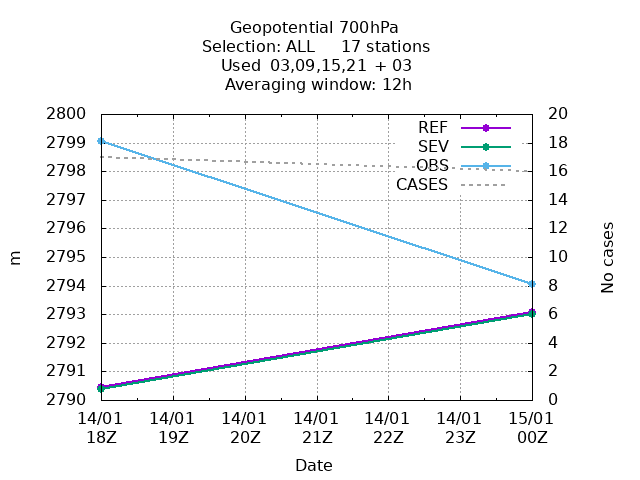 Geopotential 700hPa
Selection: ALL 17 stations
Used 03,09,15,21 + 03
Averaging window: 12h
REF
SEV
OBS
CASES
2800
2799
2798
2797
2796
2795
2794
2793
2792
2791
2790
m
20
18
16
14
12
10
8
6
4
2
0
No cases
14/01 14/01 14/01 14/01 14/01 14/01 15/01
18Z 19Z 20Z 21Z 22Z 23Z 00Z
Date